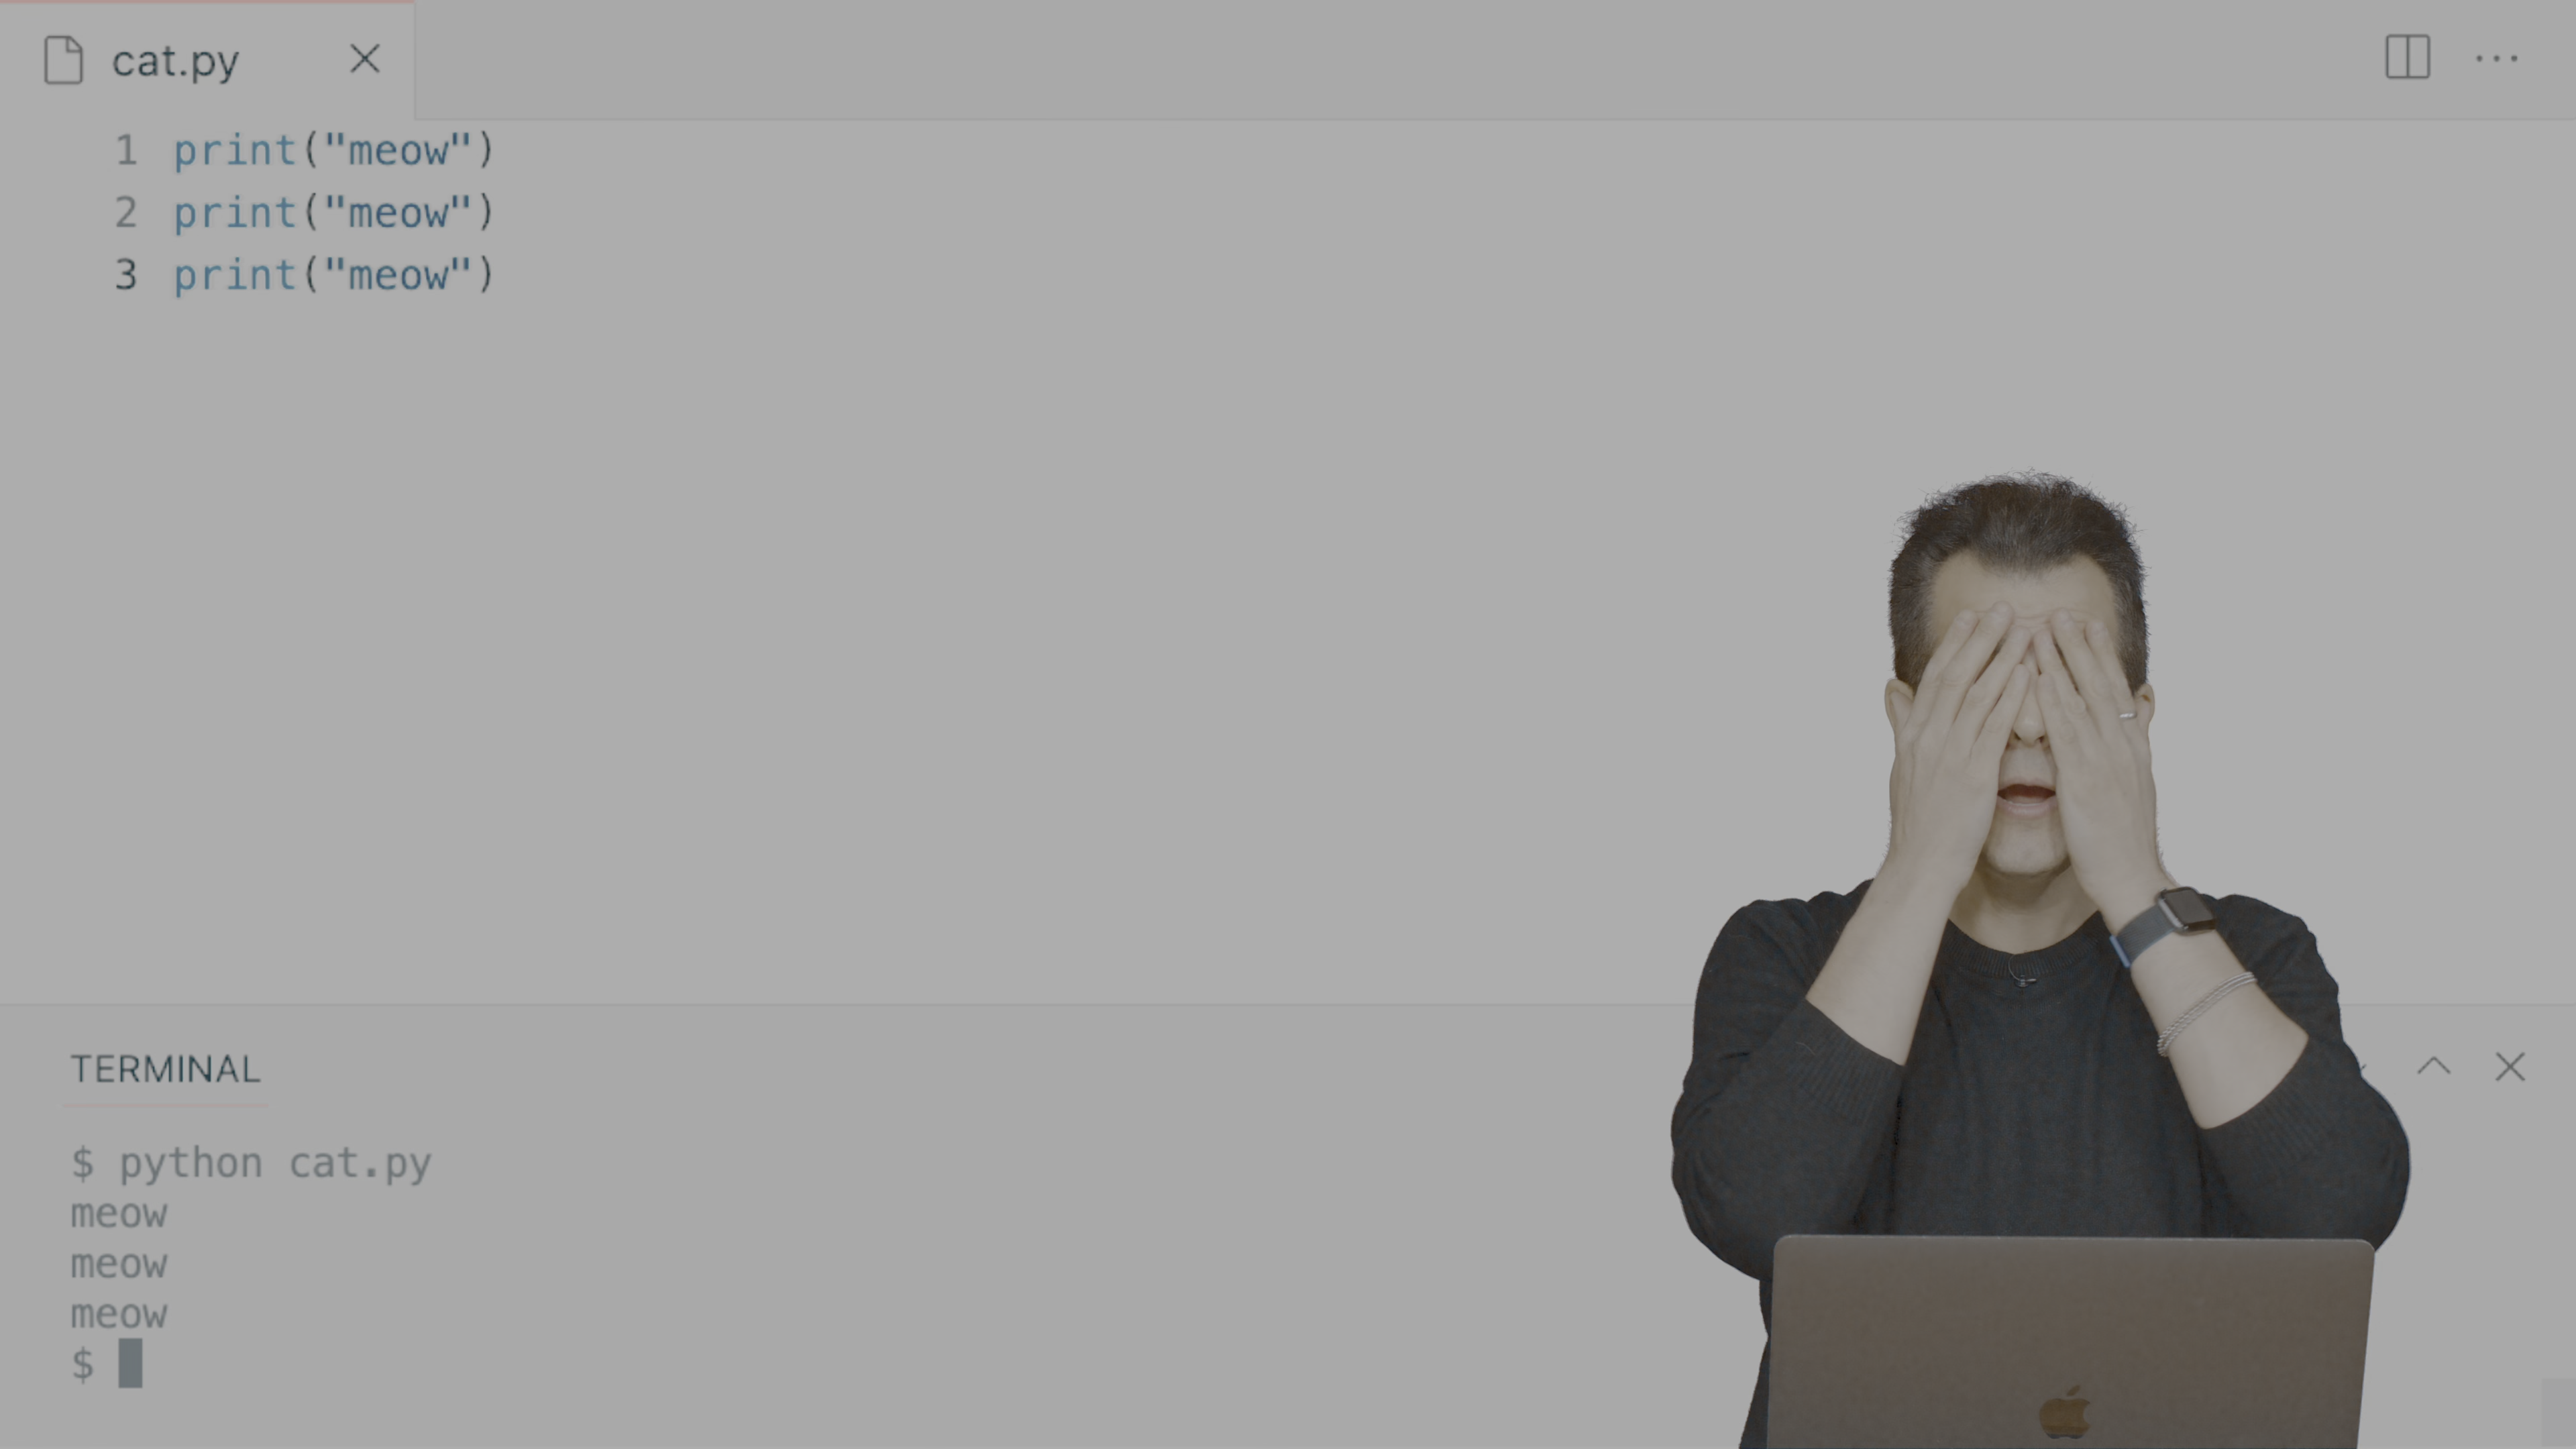 cat.py
1 print("meow")
2 print("meow")
3 print("meow")
TERMINAL
$ python cat.py
meow
meow
meow
$